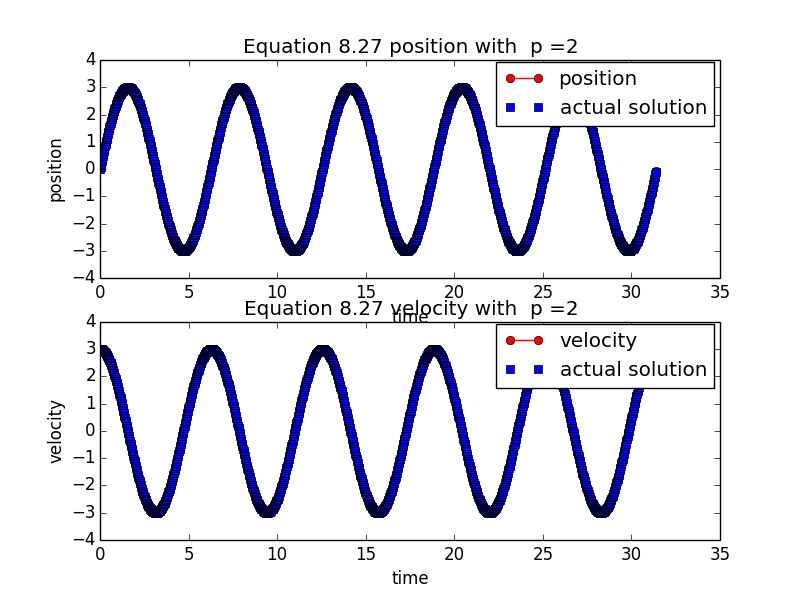 Equation 8.27 position with  p =2
4
3
2
1
0
−1
−2
−3
−4
position
position
actual solution
0 5 10 15 20 25 30 35
time
Equation 8.27 velocity with  p =2
4
3
2
1
0
−1
−2
−3
−4
velocity
velocity
actual solution
0 5 10 15 20 25 30 35
time